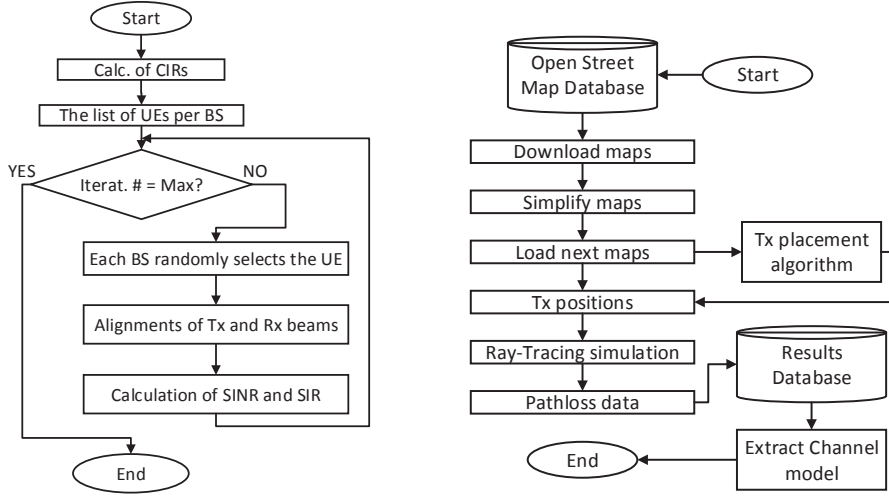 Start
Calc. of CIRs
The list of UEs per BS
YES
Iterat. # = Max?
NO
Each BS randomly selects the UE
Alignments of Tx and Rx beams
Calculation of SINR and SIR
End
Open Street
Map Database
Start
Download maps
Simplify maps
Load next maps
Tx placement
algorithm
Tx positions
Ray-Tracing simulation
Pathloss data
Results
Database
Extract Channel
model
End